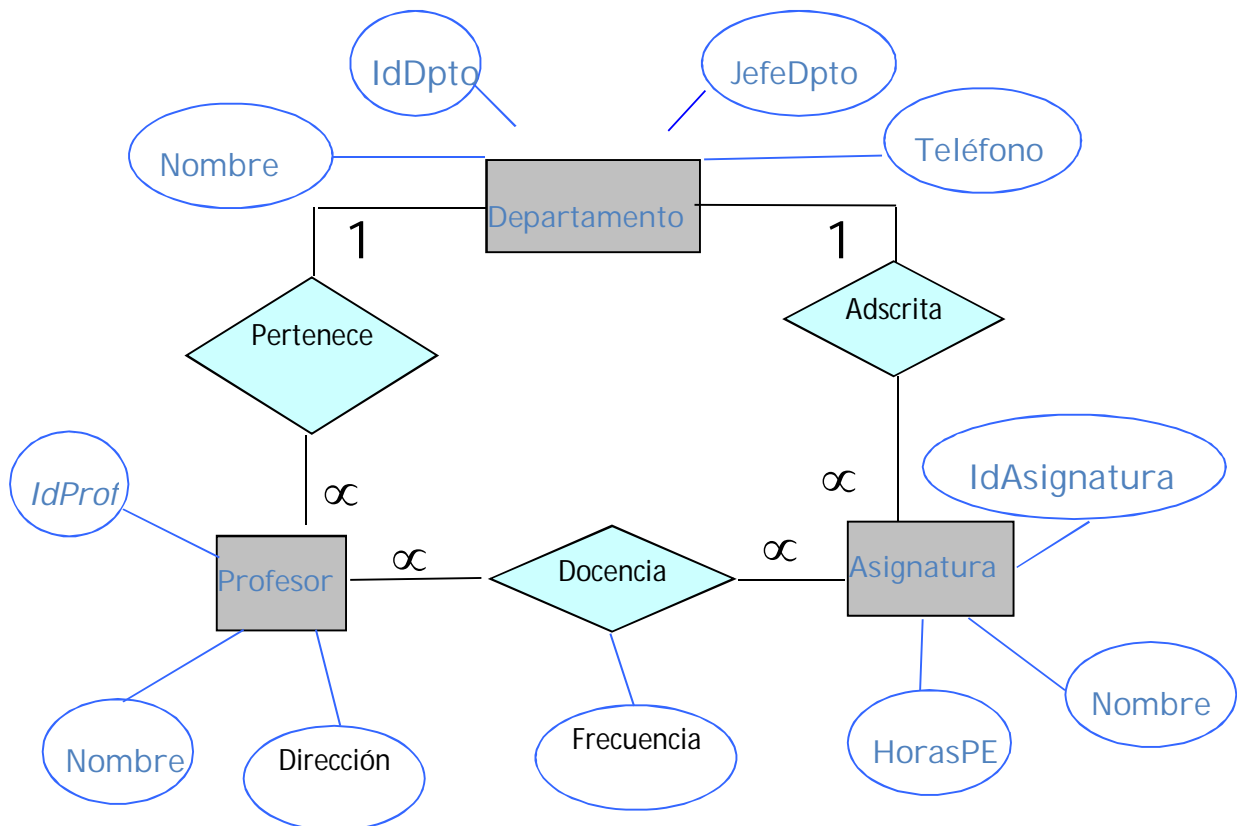 IdDpto
JefeDpto
Nombre
Teléfono
Departamento
1
1
Pertenece
Adscrita
IdProf
∝
∝
IdAsignatura
Profesor
∝
Docencia
∝
Asignatura
Nombre
Dirección
Frecuencia
HorasPE
Nombre